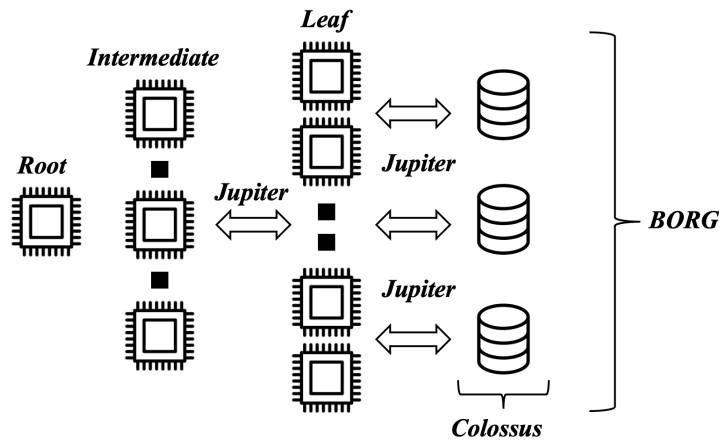 Leaf
Intermediate
Root
Jupiter
Jupiter
BORG
Jupiter
Colossus